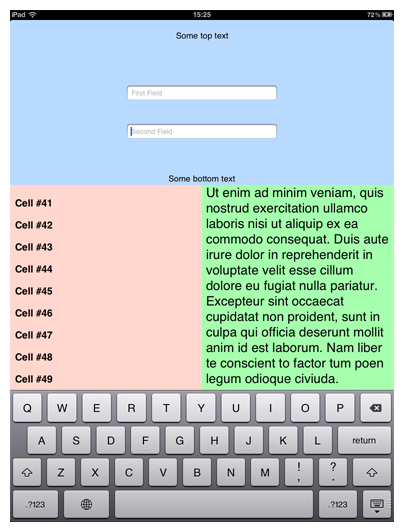 iPad 15:25 72%
Some top text
First Field
Second Field
Some bottom text
Cell #41
Cell #42
Cell #43
Cell #44
Cell #45
Cell #46
Cell #47
Cell #48
Cell #49
Ut enim ad minim veniam, quis
nostrud exercitation ullamco
laboris nisi ut aliquip ex ea
commodo consequat. Duis aute
irure dolor in reprehenderit in
voluptate velit esse cillum
dolore eu fugiat nulla pariatur.
Excepteur sint occaecat
cupidatat non proident, sunt in
culpa qui officia deserunt mollit
anim id est laborum. Nam liber
te conscient to factor tum poen
legum odioque civiuda.
Q W E R T Y U I O P
A S D F G H J K L return
Z X C V B N M ! , ? .
.?123 .?123